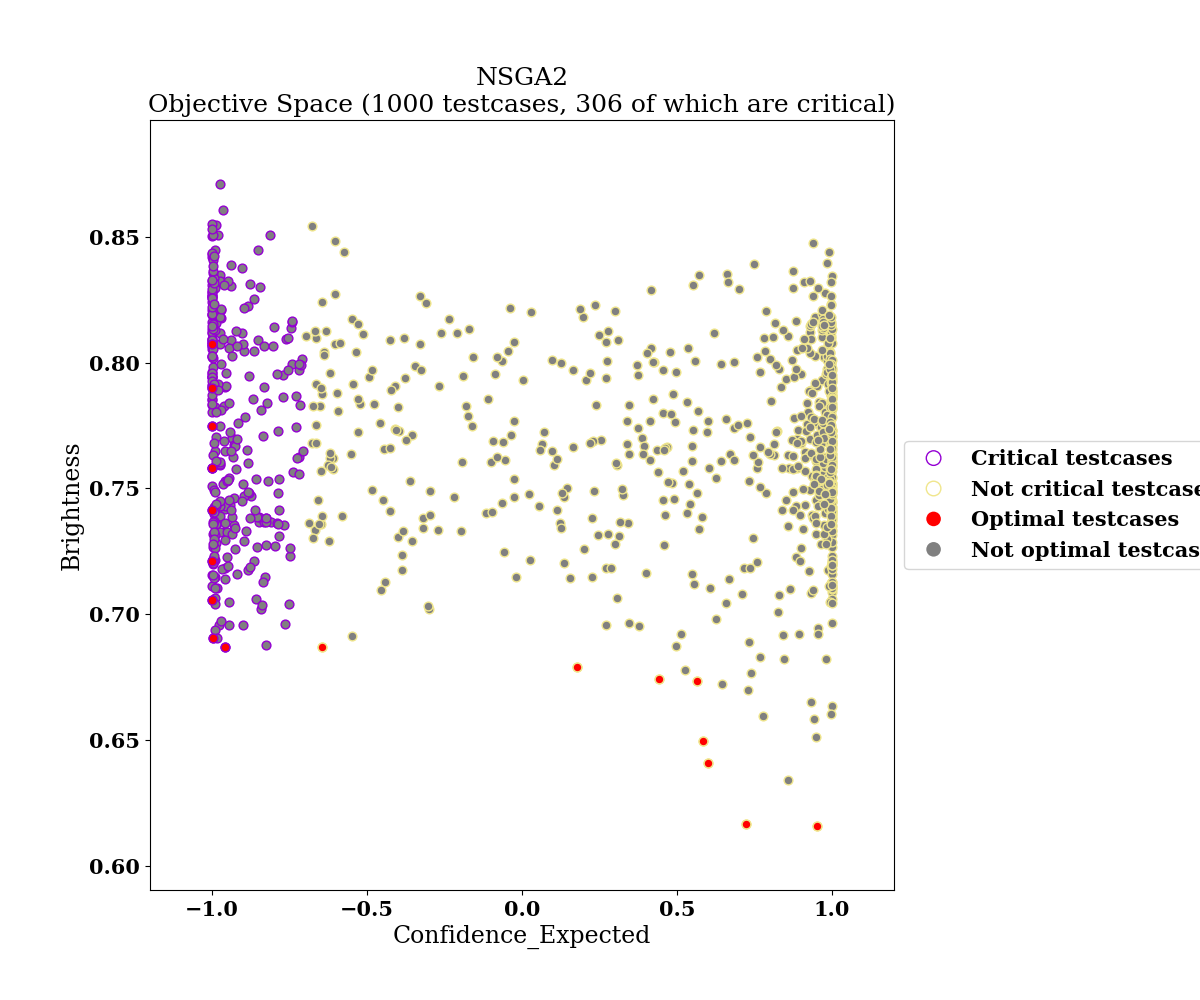 NSGA2
Objective Space (1000 testcases, 306 of which are critical)
0.85
0.80
0.75
0.70
0.65
0.60
Brightness
−1.0
−0.5
0.0
0.5
1.0
Confidence_Expected
Critical testcases
Not critical testcase
Optimal testcases
Not optimal testcas